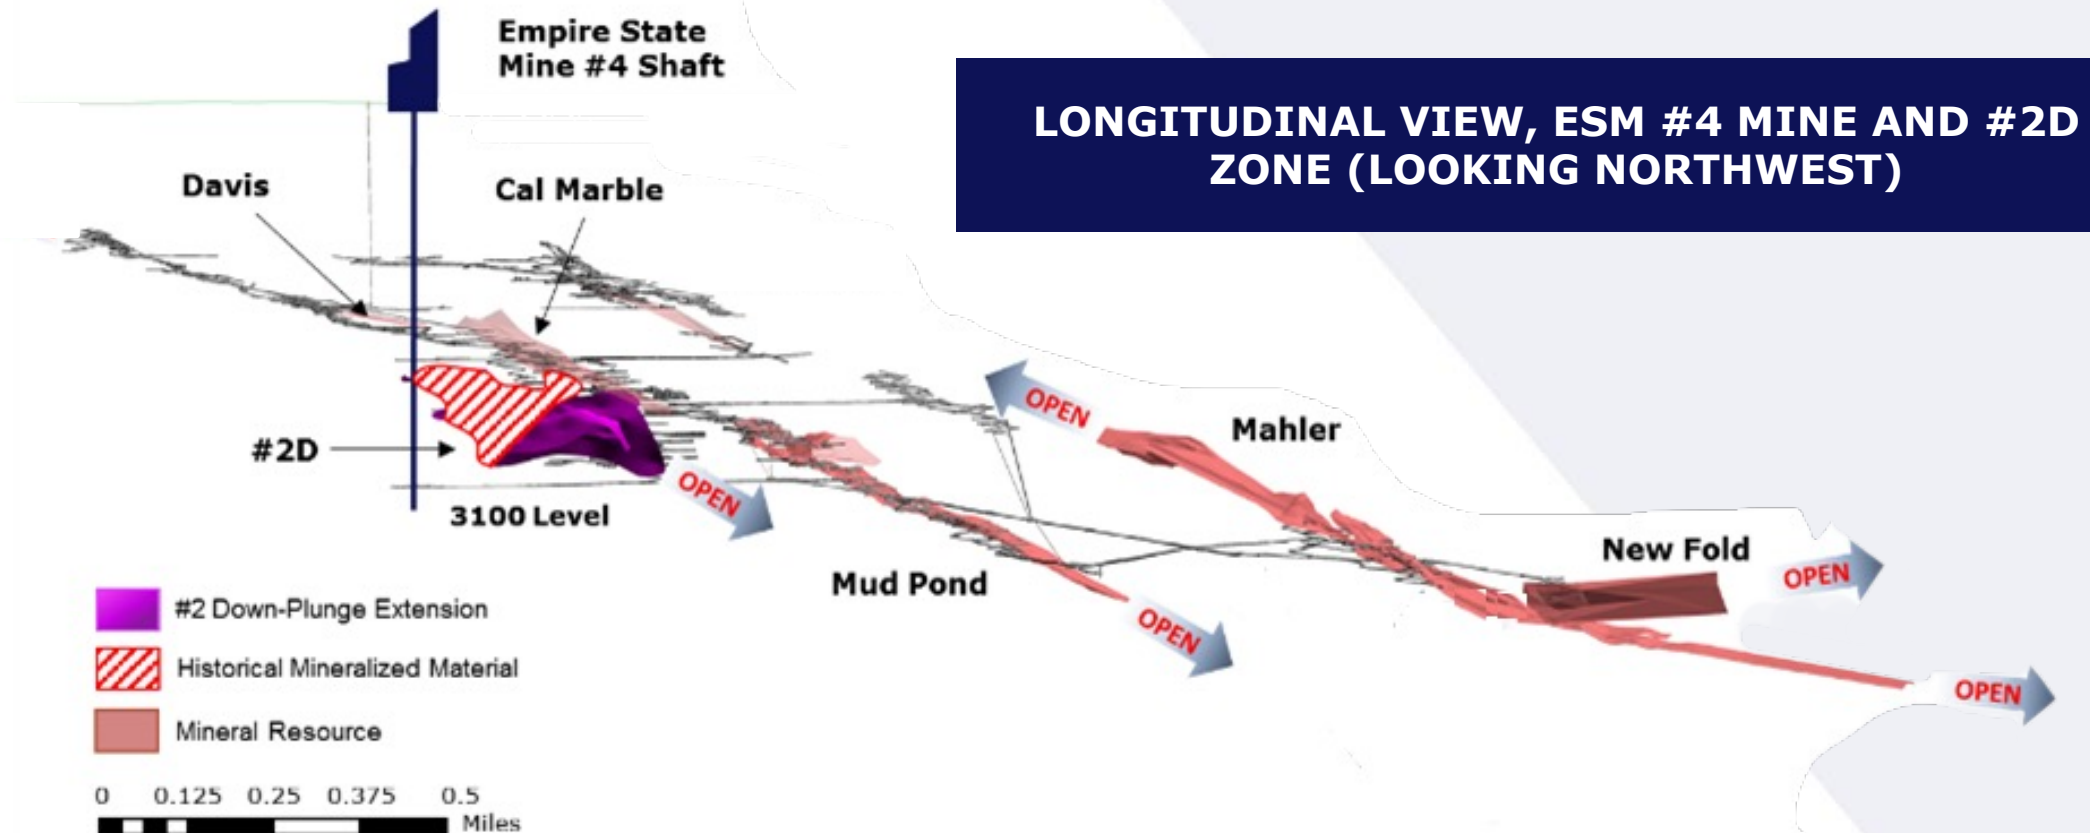 Empire State
Mine #4 Shaft
LONGITUDINAL VIEW, ESM #4 MINE AND #2D
ZONE (LOOKING NORTHWEST)
Davis
Cal Marble
OPEN
Mahler
#2D
OPEN
3100 Level
New Fold
OPEN
Mud Pond
OPEN
OPEN
#2 Down-Plunge Extension
Historical Mineralized Material
Mineral Resource
0 0.125 0.25 0.375 0.5
Miles